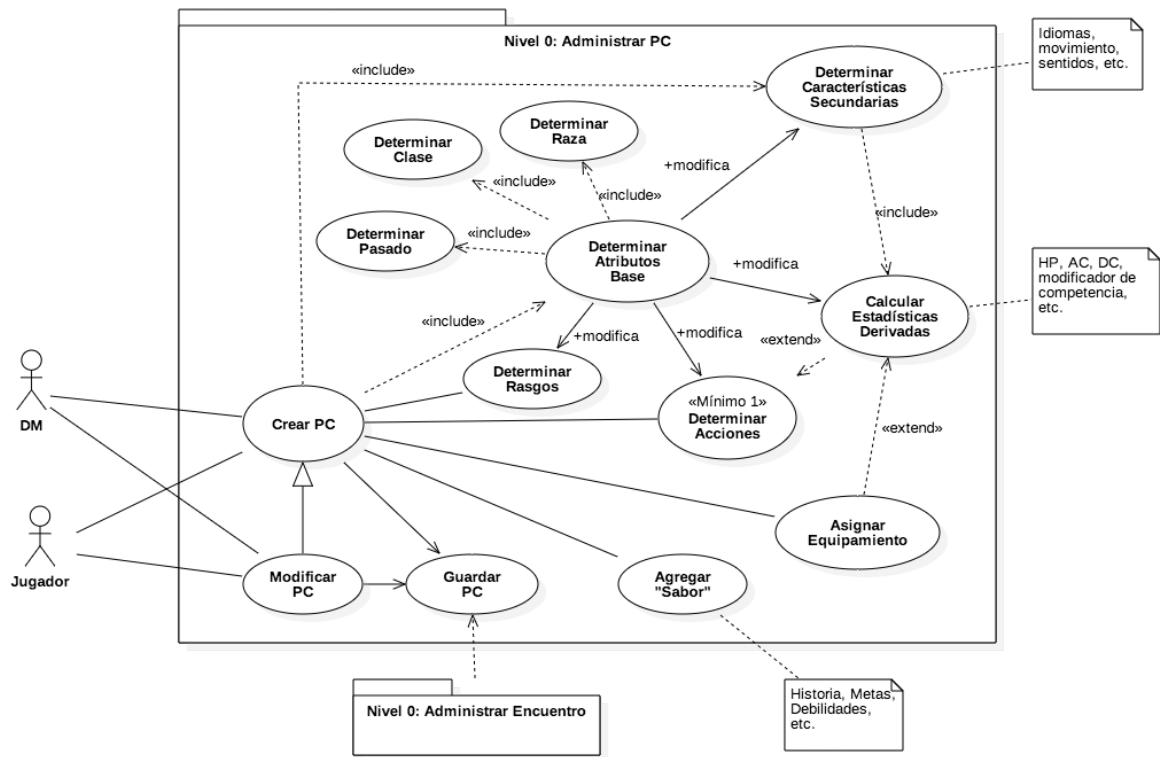 Nivel 0: Administrar PC
Idiomas,
movimiento,
sentidos, etc.
«include»
Determinar
Características
Secundarias
Determinar
Raza
Determinar
Clase
+modifica
«include»
«include»
«include»
«include»
Determinar
Pasado
Determinar
Atributos
Base
+modifica
HP, AC, DC,
modificador de
competencia,
etc.
Calcular
Estadísticas
Derivadas
«include»
+modifica
+modifica
«extend»
Determinar
Rasgos
«Mínimo 1»
Determinar
Acciones
DM
Crear PC
«extend»
Asignar
Equipamiento
Jugador
Modificar
PC
Guardar
PC
Agregar
"Sabor"
Nivel 0: Administrar Encuentro
Historia, Metas,
Debilidades,
etc.